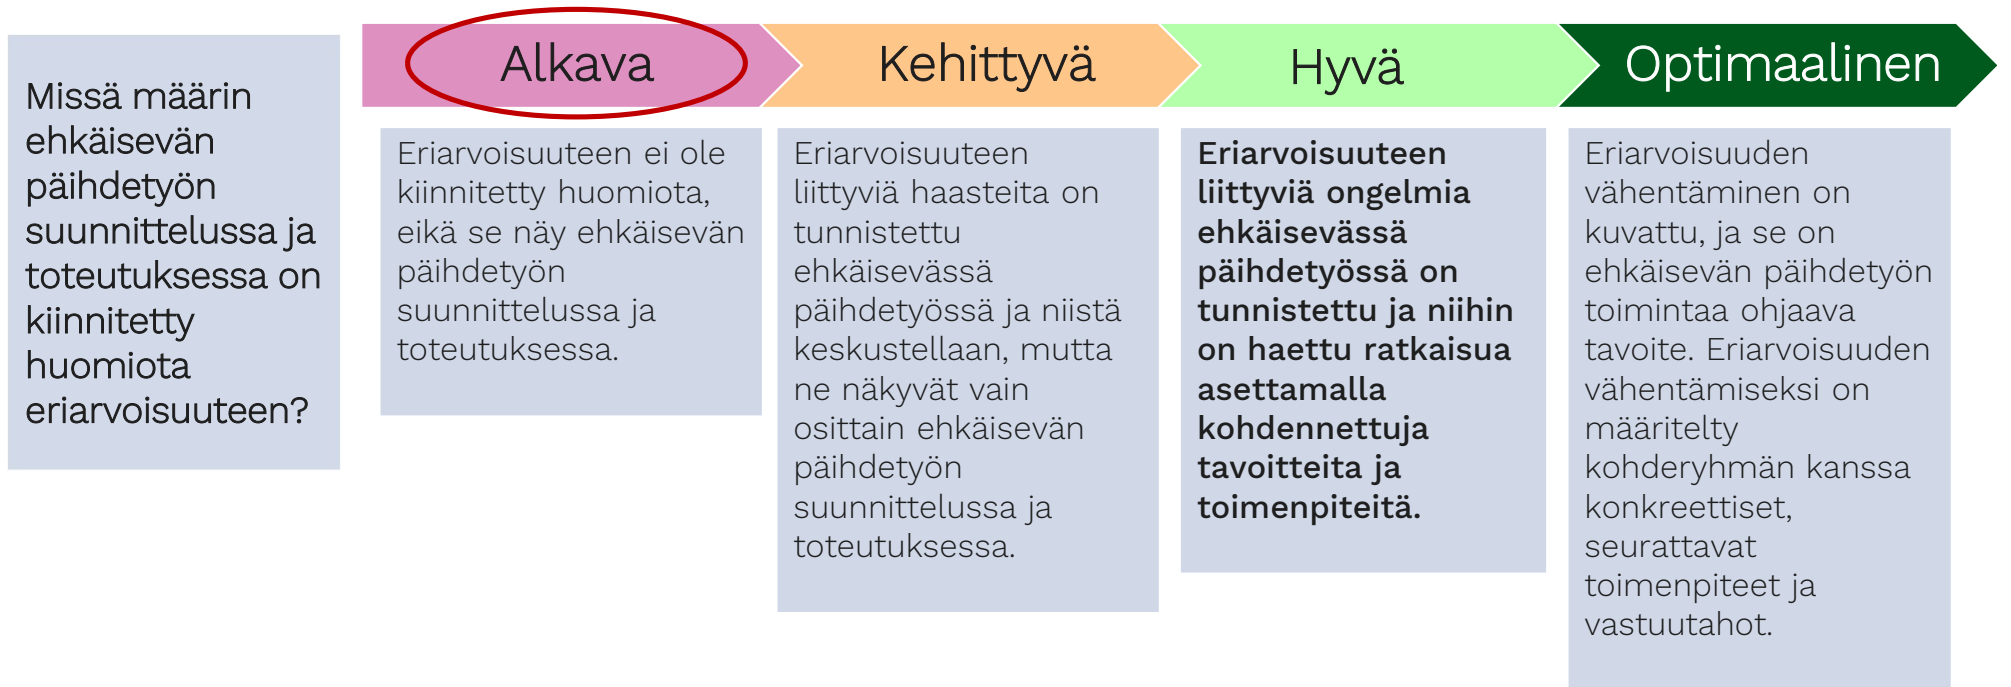 Missä määrin
ehkäisevän
päihdetyön
suunnittelussa ja
toteutuksessa on
kiinnitetty
huomiota
eriarvoisuuteen?
Alkava
Eriarvoisuuteen ei ole
kiinnitetty huomiota,
eikä se näy ehkäisevän
päihdetyön
suunnittelussa ja
toteutuksessa.
Kehittyvä
Eriarvoisuuteen
liittyviä haasteita on
tunnistettu
ehkäisevässä
päihdetyössä ja niistä
keskustellaan, mutta
ne näkyvät vain
osittain ehkäisevän
päihdetyön
suunnittelussa ja
toteutuksessa.
Hyvä
Eriarvoisuuteen
liittyviä ongelmia
ehkäisevässä
päihdetyössä on
tunnistettu ja niihin
on haettu ratkaisua
asettamalla
kohdennettuja
tavoitteita ja
toimenpiteitä.
Optimaalinen
Eriarvoisuuden
vähentäminen on
kuvattu, ja se on
ehkäisevän päihdetyön
toimintaa ohjaava
tavoite. Eriarvoisuuden
vähentämiseksi on
määritelty
kohderyhmän kanssa
konkreettiset,
seurattavat
toimenpiteet ja
vastuutahot.